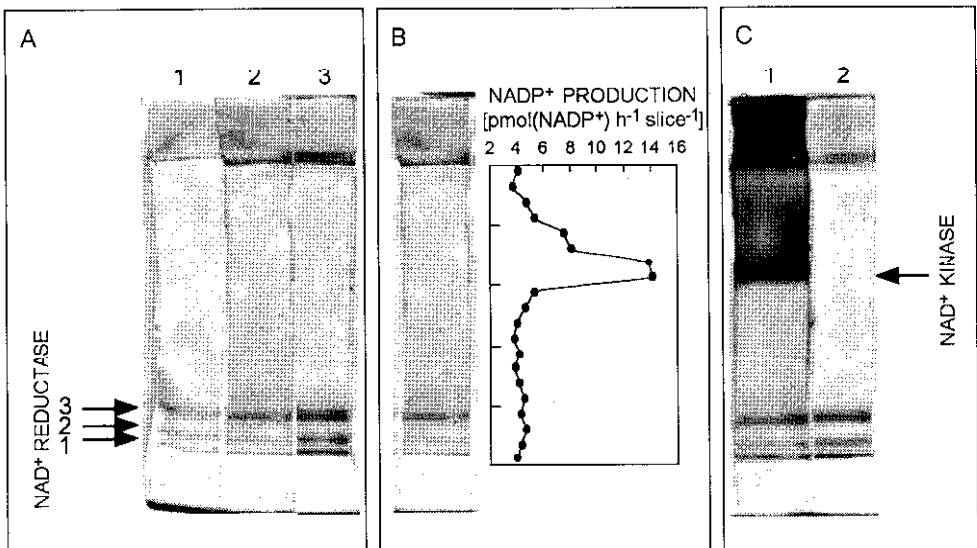 A
1 2 3
NAD⁺ REDUCTASE
3
2
1
B
NADP⁺ PRODUCTION
[pmol(NADP⁺) h⁻¹ slice⁻¹]
2 4 6 8 10 12 14 16
C
1 2
NAD⁺ KINASE